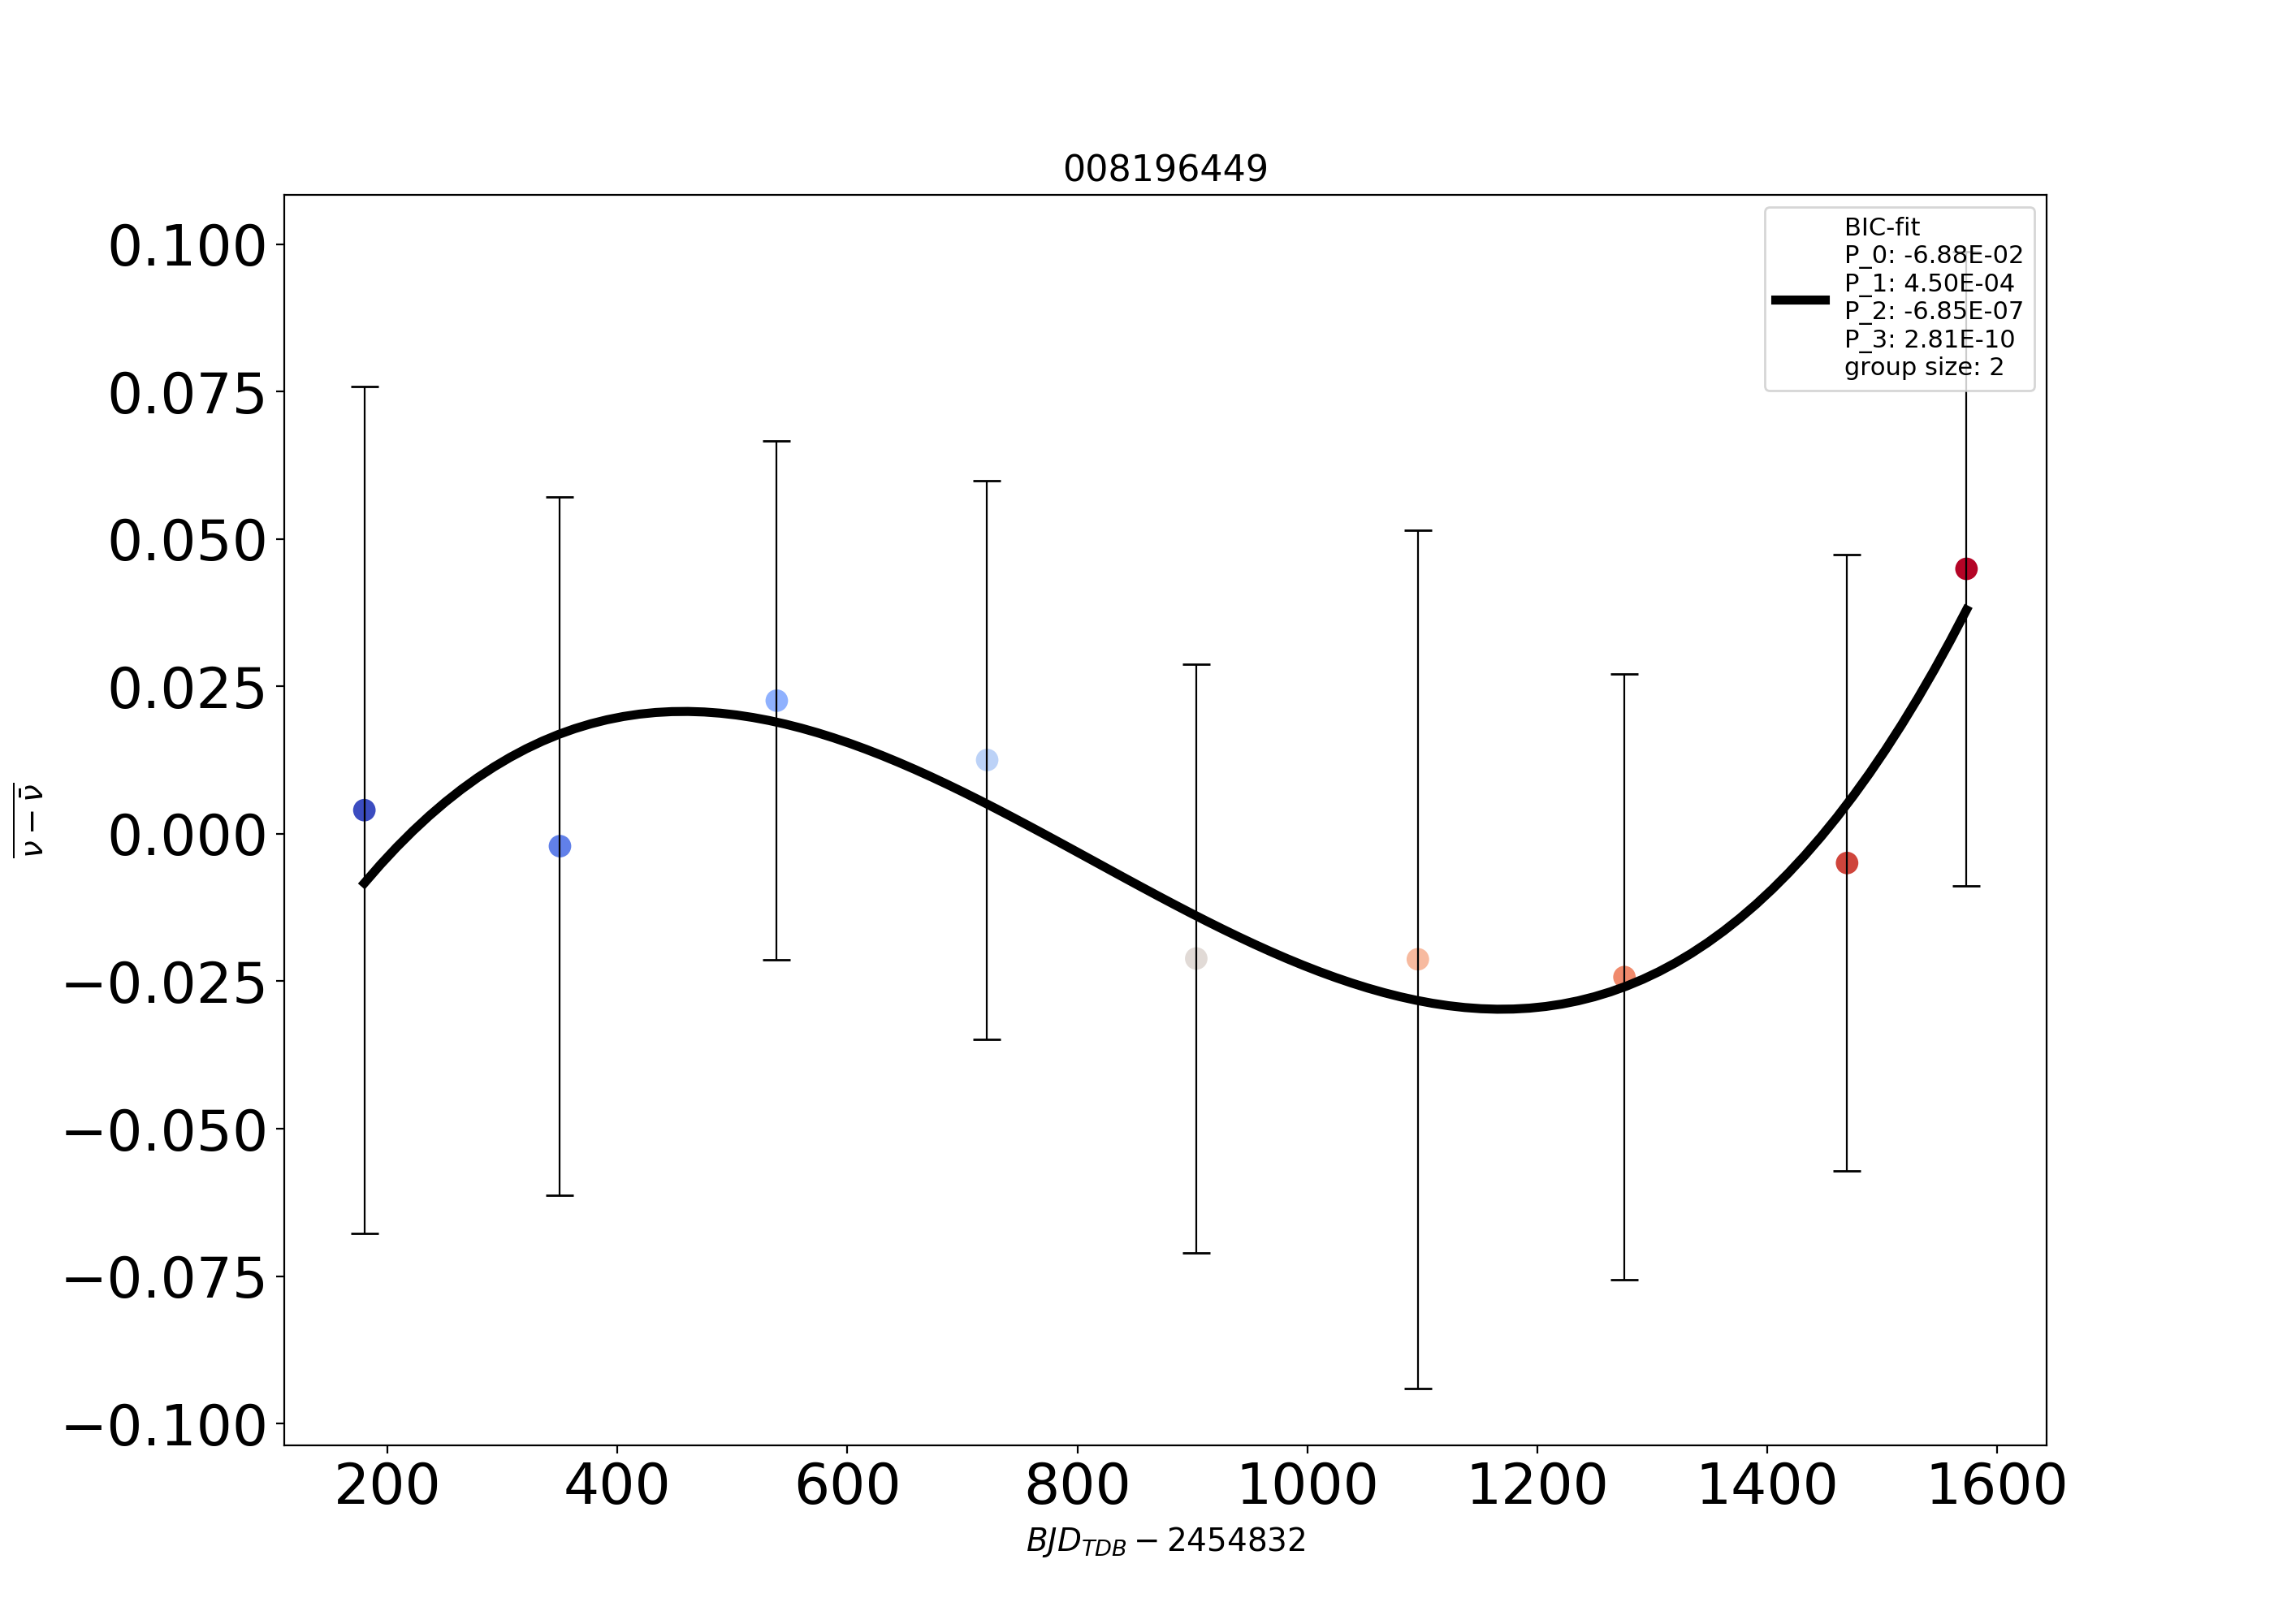 008196449
BIC-fit
P_0: -6.88E-02
P_1: 4.50E-04
P_2: -6.85E-07
P_3: 2.81E-10
group size: 2
0.100
0.075
0.050
0.025
0.000
−0.025
−0.050
−0.075
−0.100
200 400 600 800 1000 1200 1400 1600
BJD_TDB − 2454832
ν − ν̄